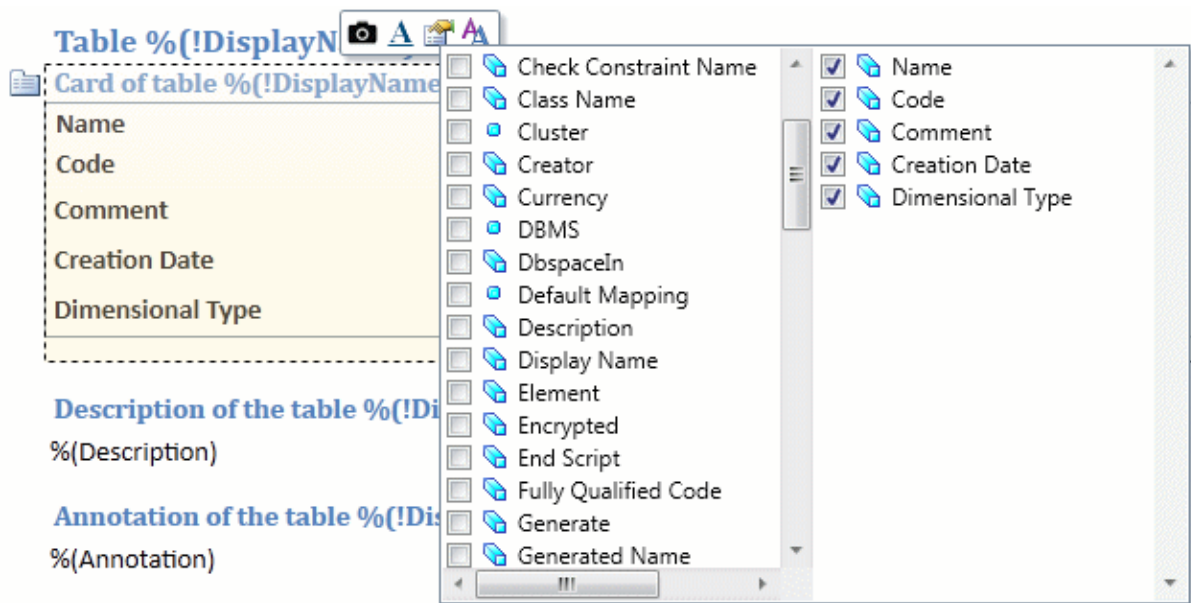 Table %(!DisplayN
Card of table %(!DisplayName
Name
Code
Comment
Creation Date
Dimensional Type
Description of the table %(!Di
%(Description)
Annotation of the table %(!Dis
%(Annotation)
Check Constraint Name
Class Name
Cluster
Creator
Currency
DBMS
DbspaceIn
Default Mapping
Description
Display Name
Element
Encrypted
End Script
Fully Qualified Code
Generate
Generated Name
Name
Code
Comment
Creation Date
Dimensional Type